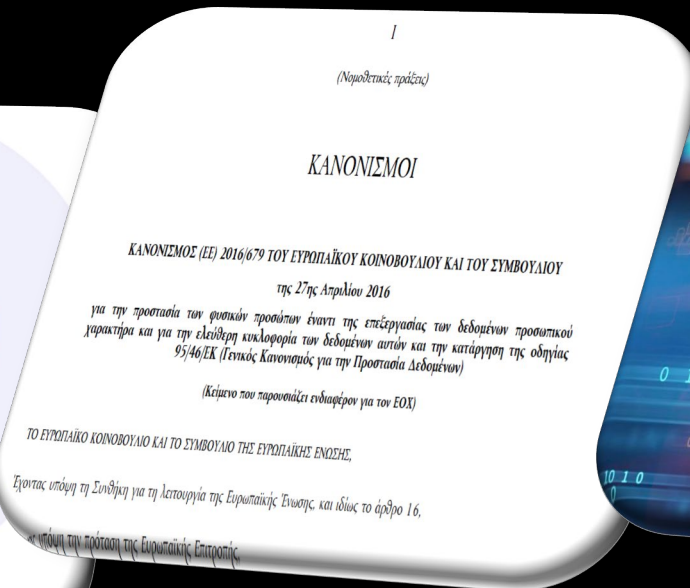 I
(Νομοθετικές πράξεις)
ΚΑΝΟΝΙΣΜΟΙ
ΚΑΝΟΝΙΣΜΟΣ (ΕΕ) 2016/679 ΤΟΥ ΕΥΡΩΠΑΪΚΟΥ ΚΟΙΝΟΒΟΥΛΙΟΥ ΚΑΙ ΤΟΥ ΣΥΜΒΟΥΛΙΟΥ
της 27ης Απριλίου 2016
για την προστασία των φυσικών προσώπων έναντι της επεξεργασίας των δεδομένων προσωπικού
χαρακτήρα και για την ελεύθερη κυκλοφορία των δεδομένων αυτών και την κατάργηση της οδηγίας
95/46/ΕΚ (Γενικός Κανονισμός για την Προστασία Δεδομένων)
(Κείμενο που παρουσιάζει ενδιαφέρον για τον ΕΟΧ)
ΤΟ ΕΥΡΩΠΑΪΚΟ ΚΟΙΝΟΒΟΥΛΙΟ ΚΑΙ ΤΟ ΣΥΜΒΟΥΛΙΟ ΤΗΣ ΕΥΡΩΠΑΪΚΗΣ ΕΝΩΣΗΣ,
Έχοντας υπόψη τη Συνθήκη για τη λειτουργία της Ευρωπαϊκής Ένωσης, και ιδίως το άρθρο 16,
υπόψη την πρόταση της Ευρωπαϊκής Επιτροπής,
0 1
10 1 0
0